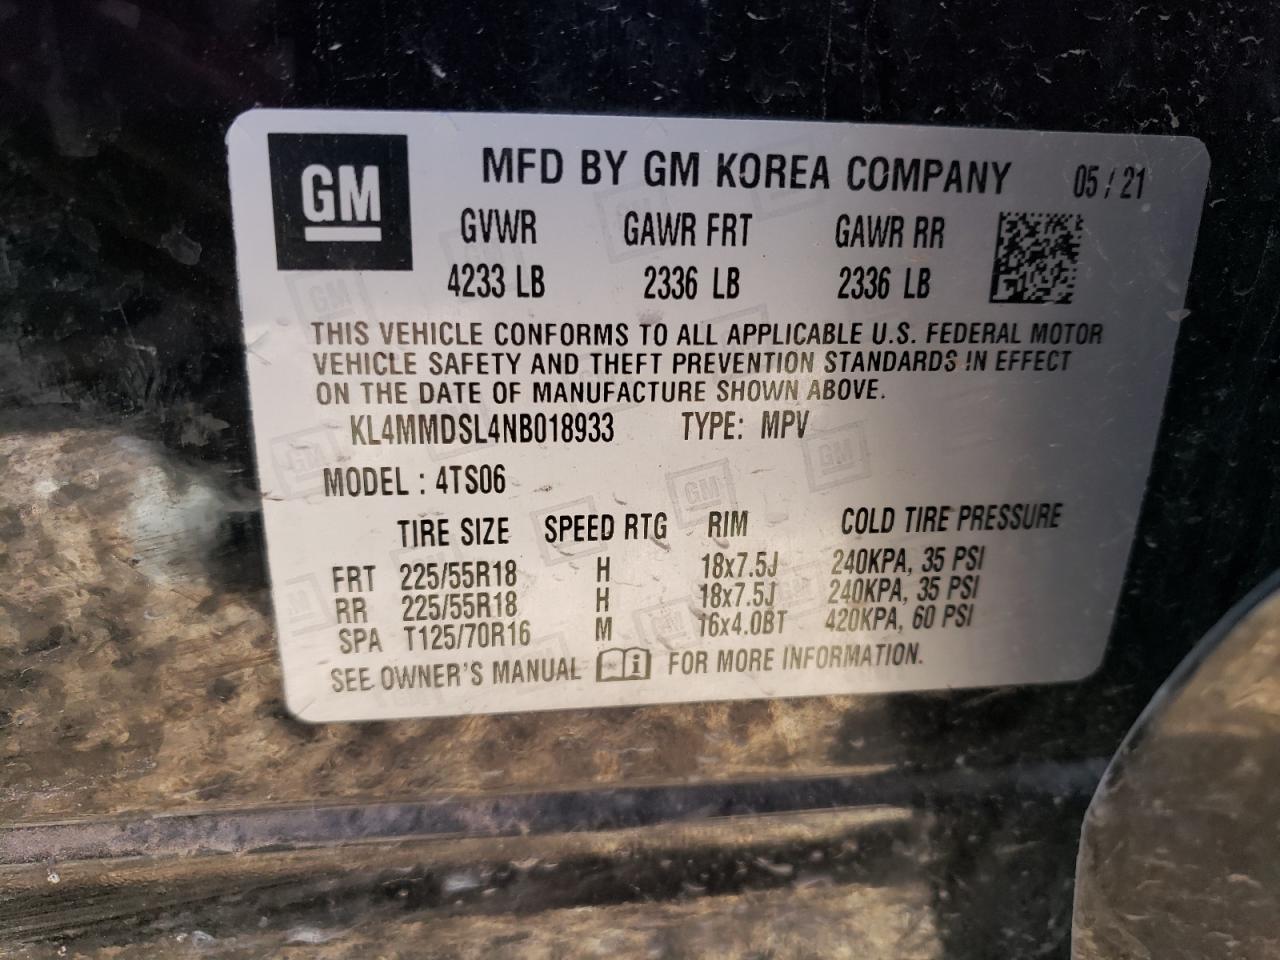 GM
MFD BY GM KOREA COMPANY 05 / 21
GVWR GAWR FRT GAWR RR
4233 LB 2336 LB 2336 LB
THIS VEHICLE CONFORMS TO ALL APPLICABLE U.S. FEDERAL MOTOR
VEHICLE SAFETY AND THEFT PREVENTION STANDARDS IN EFFECT
ON THE DATE OF MANUFACTURE SHOWN ABOVE.
KL4MMDSL4NB018933 TYPE: MPV
MODEL : 4TS06
TIRE SIZE SPEED RTG RIM COLD TIRE PRESSURE
FRT 225/55R18 H 18x7.5J 240KPA, 35 PSI
RR 225/55R18 H 18x7.5J 240KPA, 35 PSI
SPA T125/70R16 M 16x4.0BT 420KPA, 60 PSI
SEE OWNER'S MANUAL i FOR MORE INFORMATION.